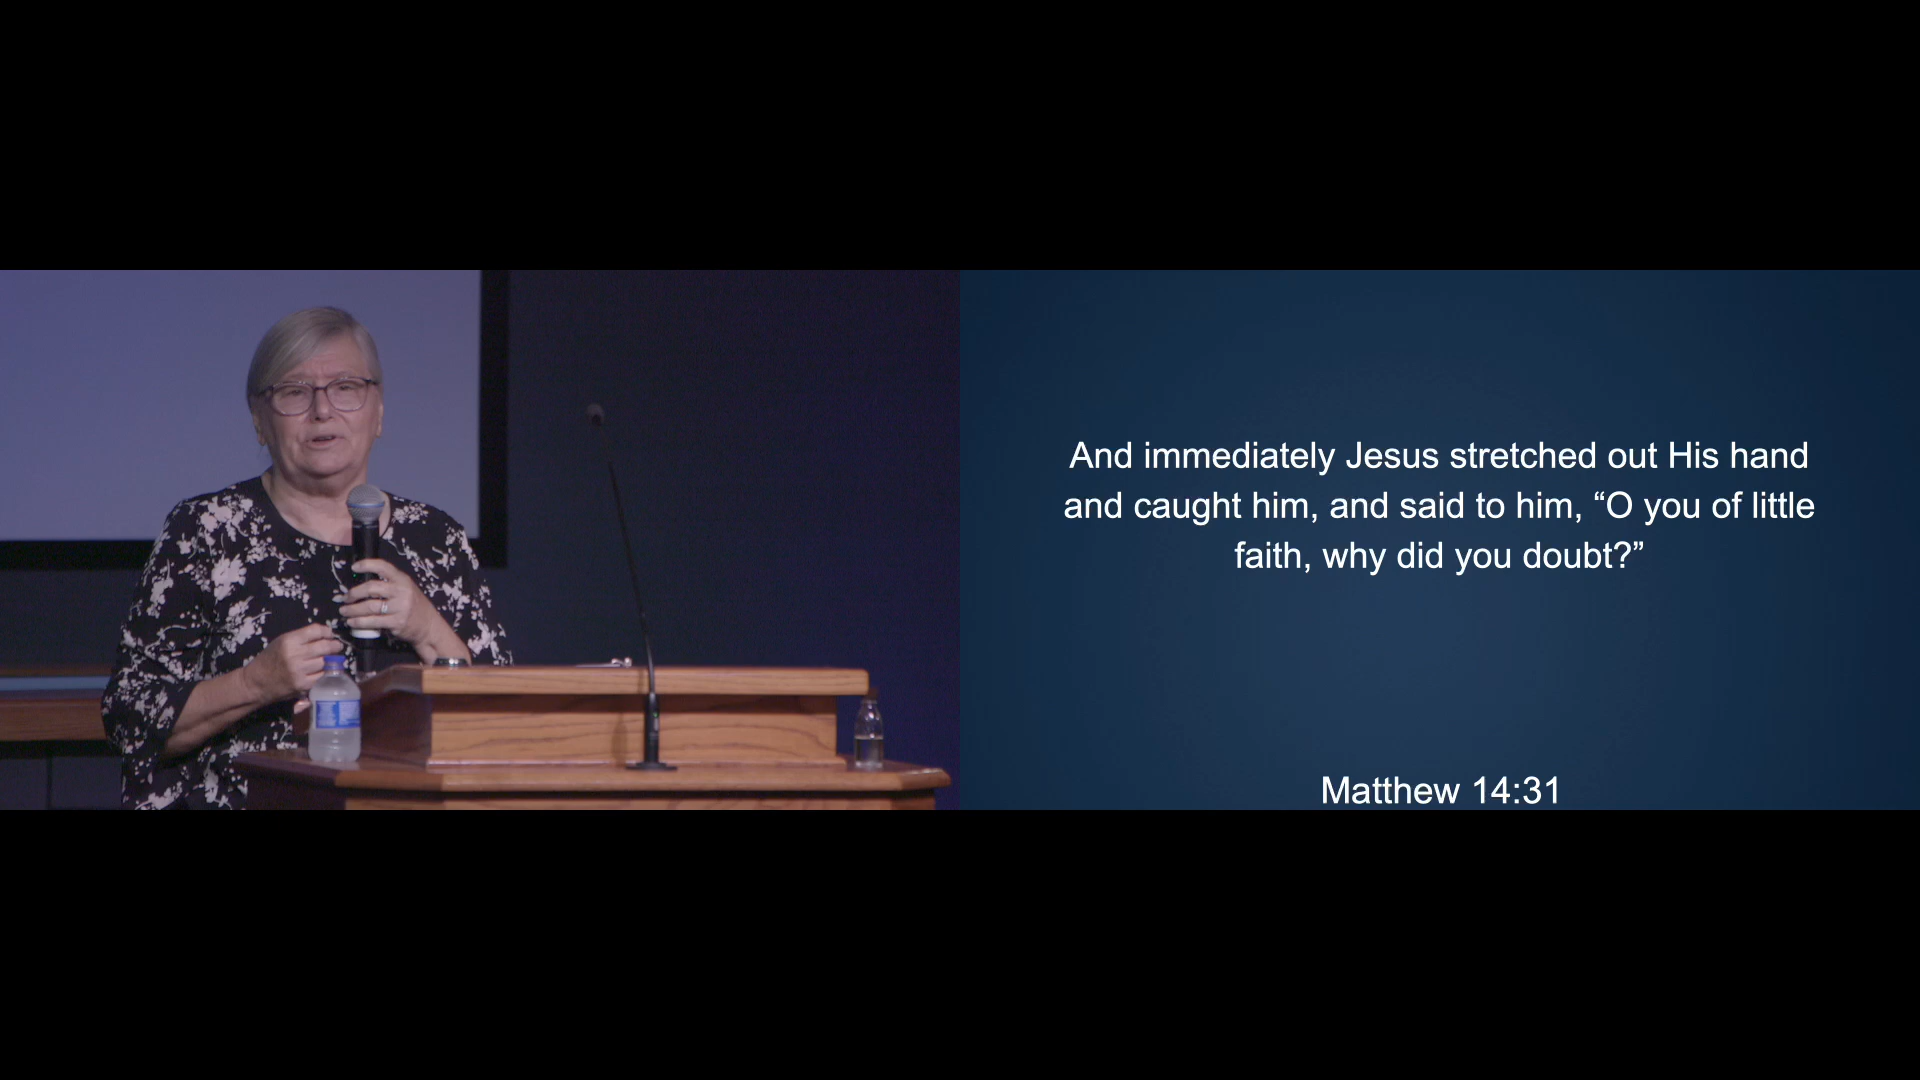 And immediately Jesus stretched out His hand
and caught him, and said to him, “O you of little
faith, why did you doubt?”
Matthew 14:31